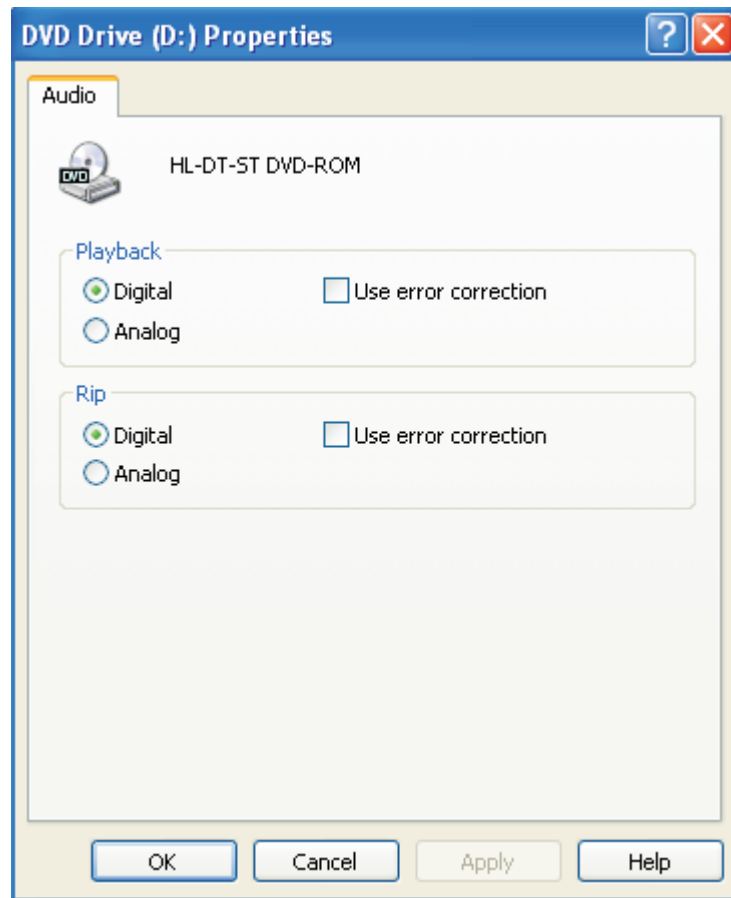 DVD Drive (D:) Properties
Audio
DVD
HL-DT-ST DVD-ROM
Playback
Digital
Use error correction
Analog
Rip
Digital
Use error correction
Analog
OK
Cancel
Apply
Help